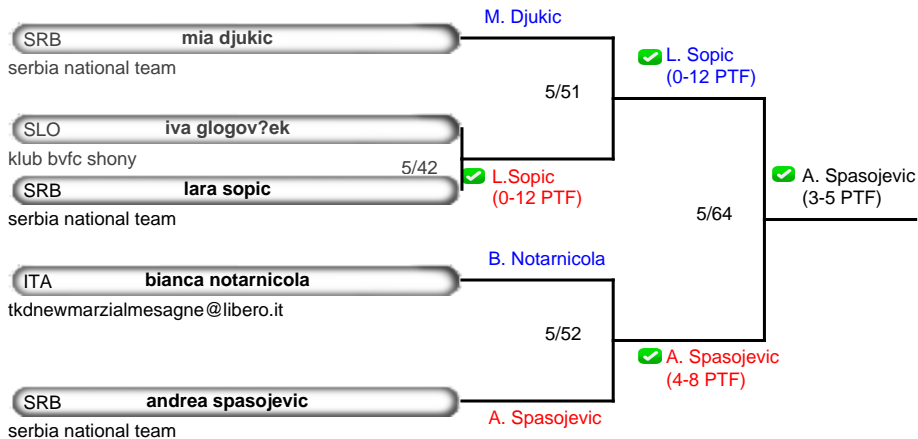 M. Djukic
SRB mia djukic
serbia national team
L. Sopic
(0-12 PTF)
5/51
SLO iva glogov?ek
klub bvfc shony
5/42
L.Sopic
(0-12 PTF)
SRB lara sopic
serbia national team
A. Spasojevic
(3-5 PTF)
5/64
B. Notarnicola
ITA bianca notarnicola
tkdnewmarzialmesagne@libero.it
5/52
A. Spasojevic
(4-8 PTF)
SRB andrea spasojevic
A. Spasojevic
serbia national team